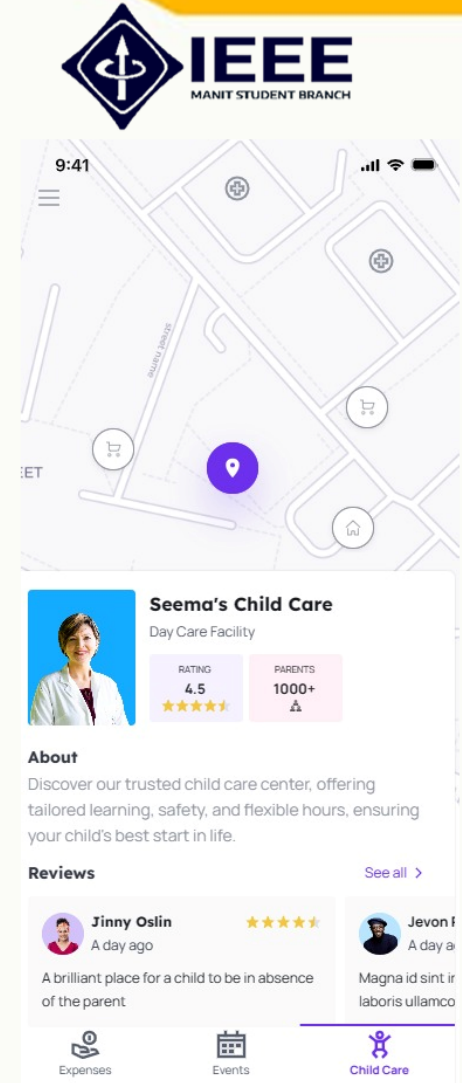 IEEE
MANIT STUDENT BRANCH
9:41
street name
EET
Seema's Child Care
Day Care Facility
RATING
4.5
PARENTS
1000+
About
Discover our trusted child care center, offering
tailored learning, safety, and flexible hours, ensuring
your child's best start in life.
Reviews
See all >
Jinny Oslin
A day ago
A brilliant place for a child to be in absence
of the parent
Jevon
A day
Magna id sint
laboris ullamco
Expenses
Events
Child Care